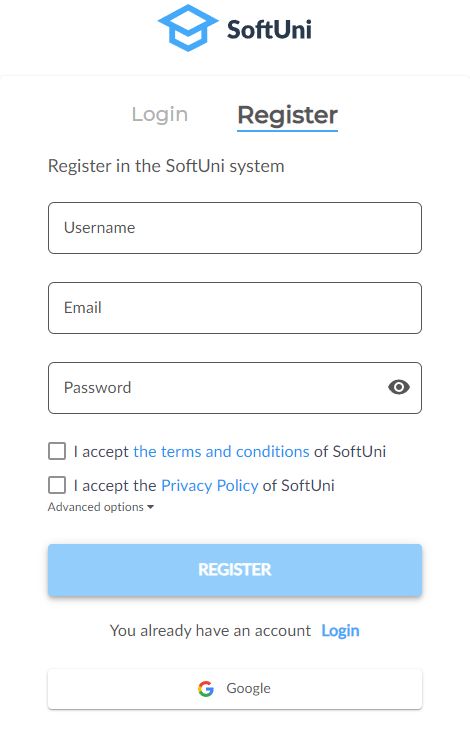 SoftUni
Login Register
Register in the SoftUni system
Username
Email
Password
I accept the terms and conditions of SoftUni
I accept the Privacy Policy of SoftUni
Advanced options
REGISTER
You already have an account Login
Google